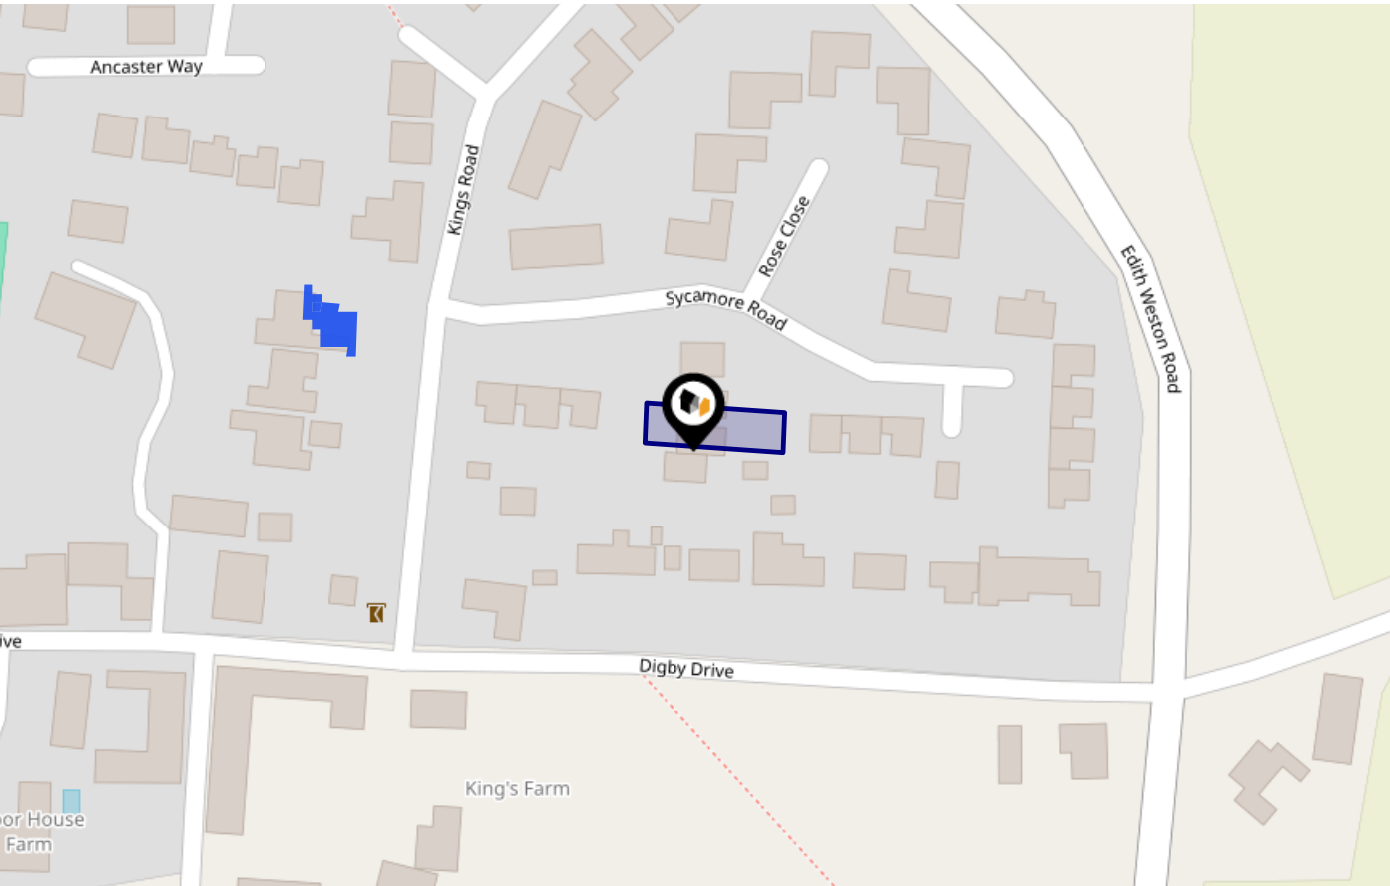 Ancaster Way
Kings Road
Rose Close
Edith Weston Road
Sycamore Road
ive
Digby Drive
King's Farm
oor House
Farm